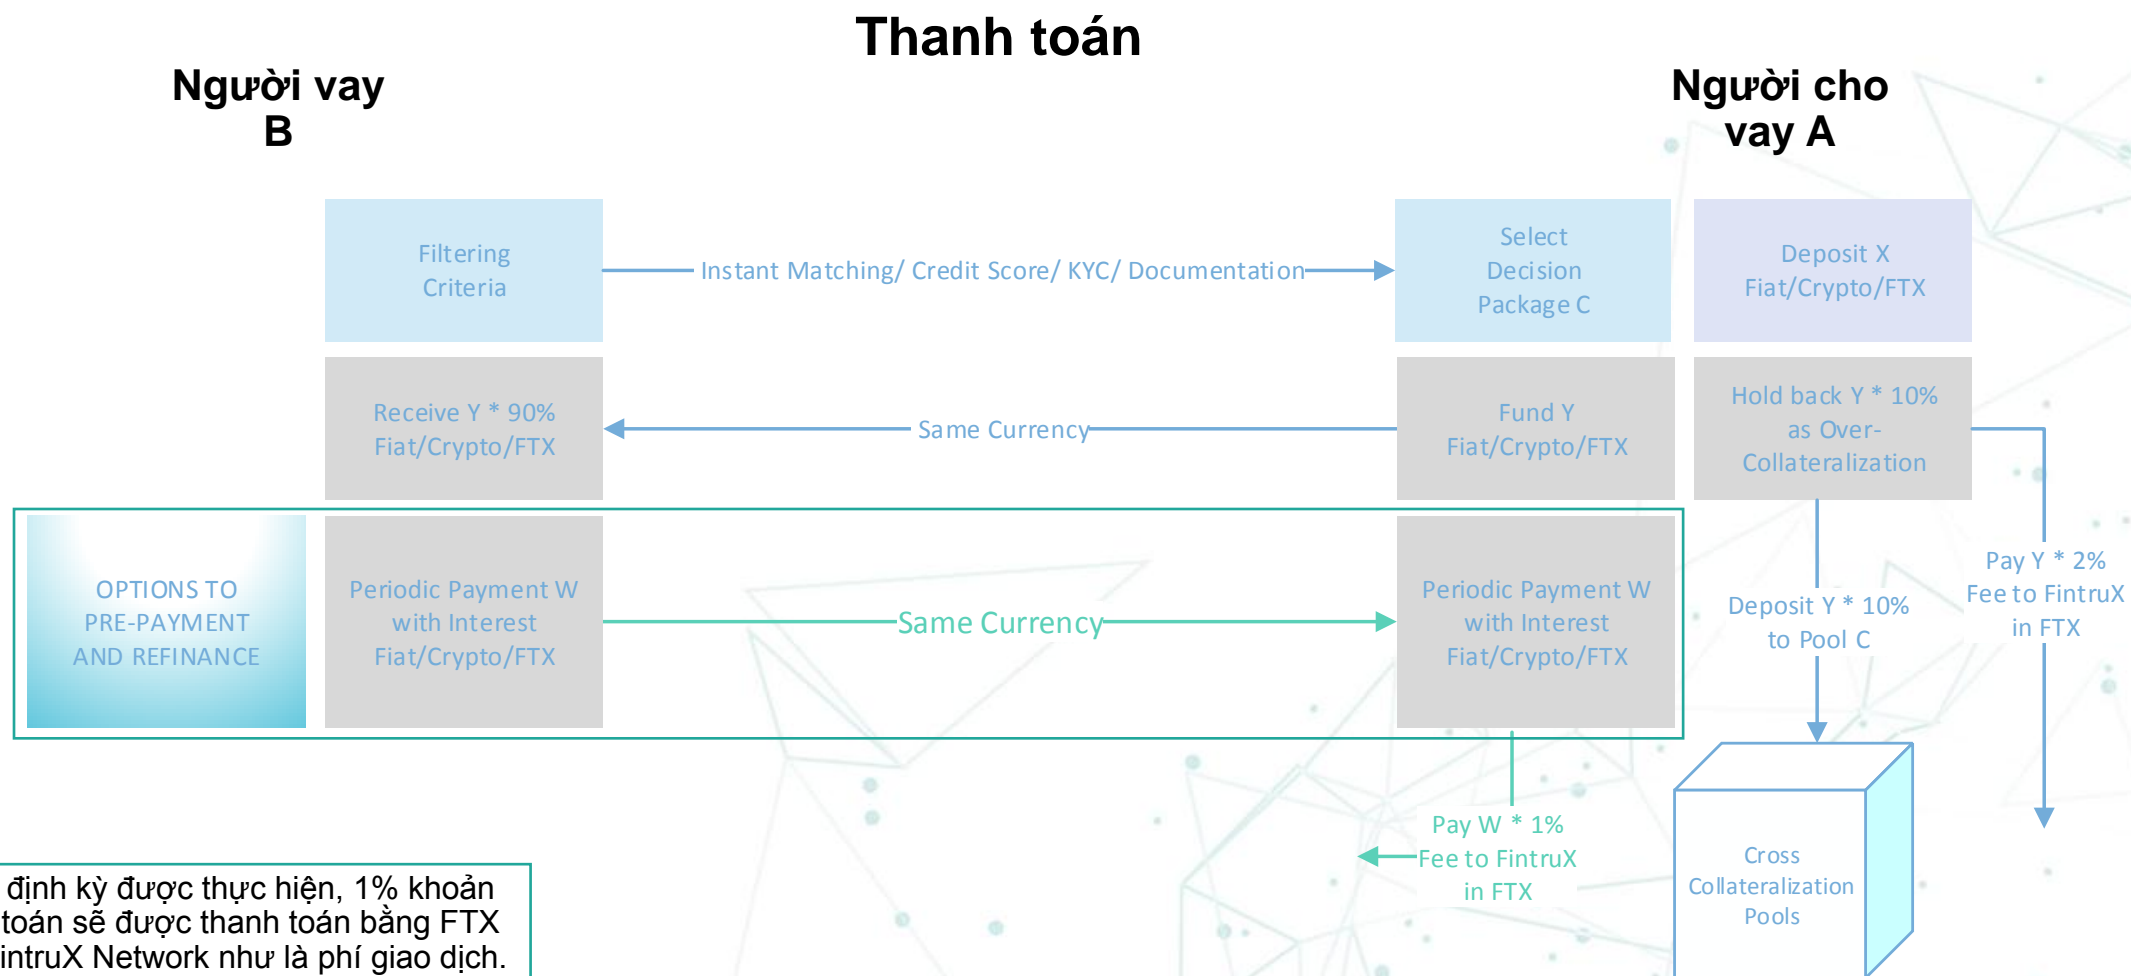 Thanh toán
Người vay
B
Người cho
vay A
Filtering
Criteria
Instant Matching/ Credit Score/ KYC/ Documentation
Select
Decision
Package C
Deposit X
Fiat/Crypto/FTX
Receive Y * 90%
Fiat/Crypto/FTX
Same Currency
Fund Y
Fiat/Crypto/FTX
Hold back Y * 10%
as Over-
Collateralization
OPTIONS TO
PRE-PAYMENT
AND REFINANCE
Periodic Payment W
with Interest
Fiat/Crypto/FTX
Same Currency
Periodic Payment W
with Interest
Fiat/Crypto/FTX
Deposit Y * 10%
to Pool C
Pay Y * 2%
Fee to FintruX
in FTX
Pay W * 1%
Fee to FintruX
in FTX
Cross
Collateralization
Pools
định kỳ được thực hiện, 1% khoản
toán sẽ được thanh toán bằng FTX
intruX Network như là phí giao dịch.